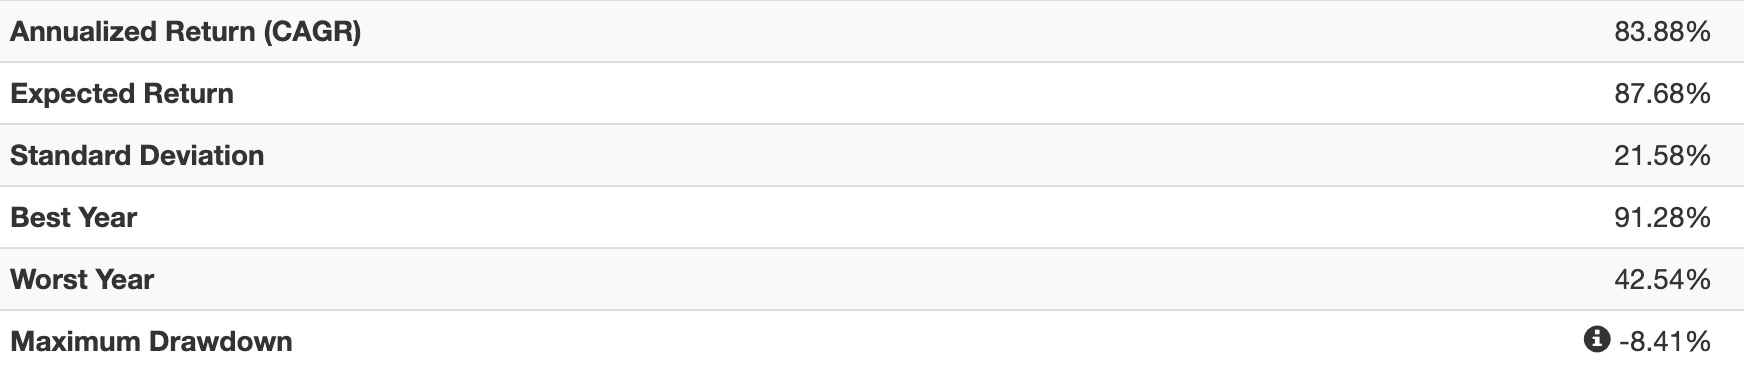 Annualized Return (CAGR) 83.88%
Expected Return 87.68%
Standard Deviation 21.58%
Best Year 91.28%
Worst Year 42.54%
Maximum Drawdown -8.41%